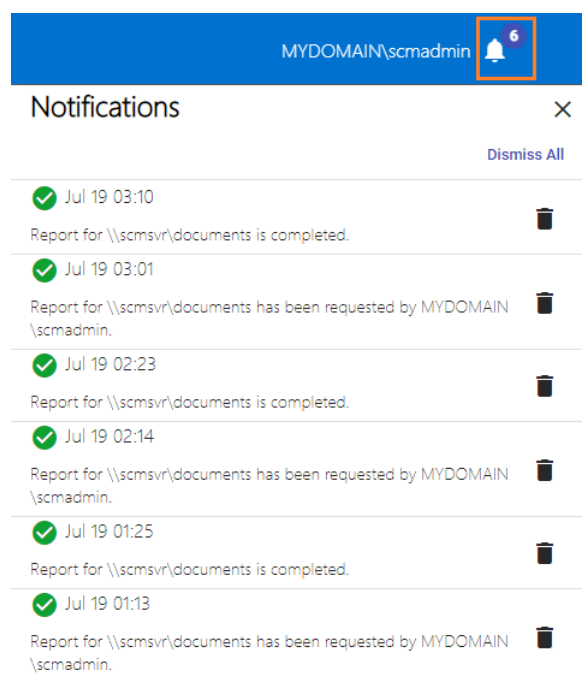 MYDOMAIN\scmadmin 6
Notifications
Dismiss All
Jul 19 03:10
Report for \\scmsvr\documents is completed.
Jul 19 03:01
Report for \\scmsvr\documents has been requested by MYDOMAIN
\scmadmin.
Jul 19 02:23
Report for \\scmsvr\documents is completed.
Jul 19 02:14
Report for \\scmsvr\documents has been requested by MYDOMAIN
\scmadmin.
Jul 19 01:25
Report for \\scmsvr\documents is completed.
Jul 19 01:13
Report for \\scmsvr\documents has been requested by MYDOMAIN
\scmadmin.